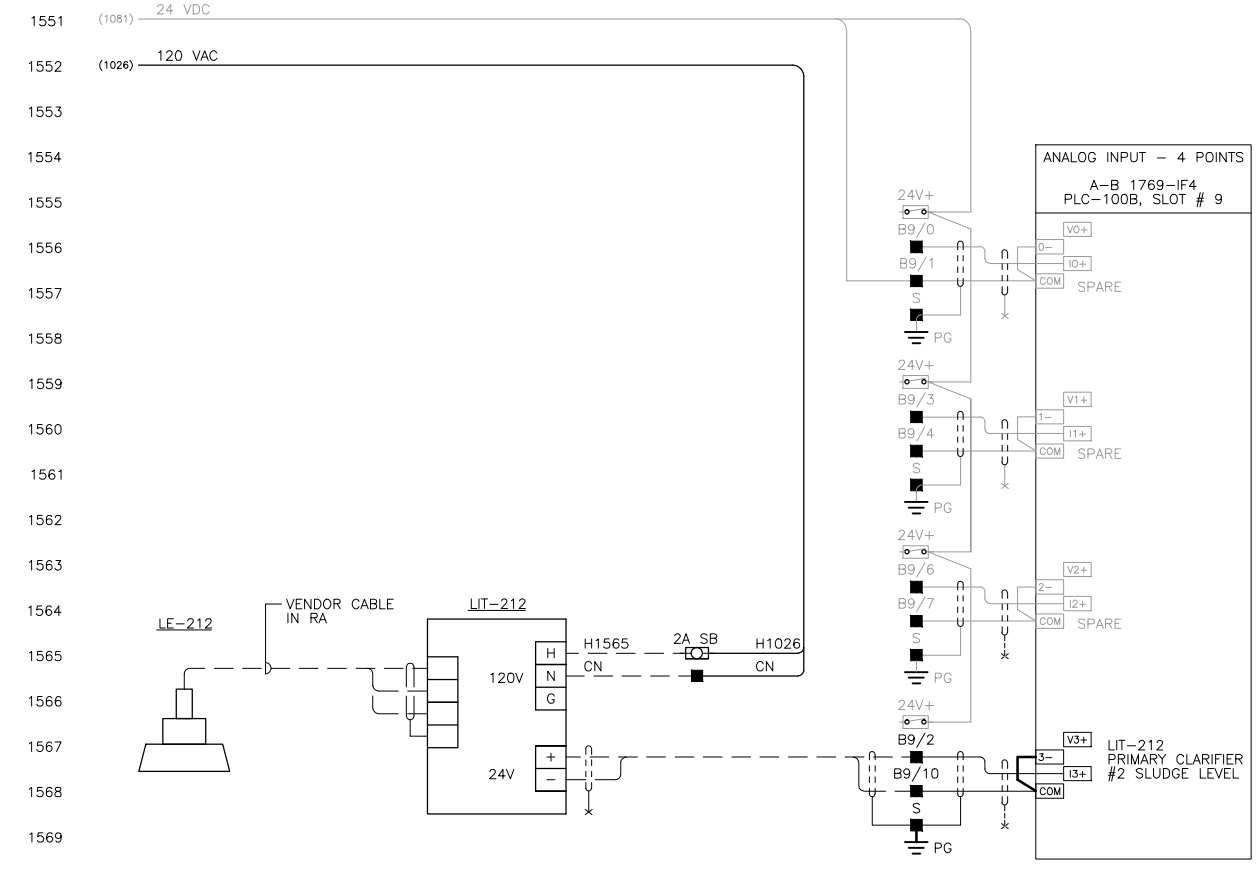 1551 (1081) 24 VDC
1552 (1026) 120 VAC
1553
1554
1555
1556
1557
1558
1559
1560
1561
1562
1563
1564
1565
1566
1567
1568
1569
ANALOG INPUT – 4 POINTS
A–B 1769–IF4
PLC–100B, SLOT # 9
24V+
B9/0
B9/1
S
PG
V0+
0–
I0+
COM
SPARE
24V+
B9/3
B9/4
S
PG
V1+
1–
I1+
COM
SPARE
24V+
B9/6
B9/7
S
PG
V2+
2–
I2+
COM
SPARE
24V+
B9/2
B9/10
S
PG
V3+
3–
I3+
COM
LIT–212
PRIMARY CLARIFIER
#2 SLUDGE LEVEL
LE–212
VENDOR CABLE
IN RA
LIT–212
120V
H
N
G
24V
+
–
H1565
2A SB
H1026
CN
CN